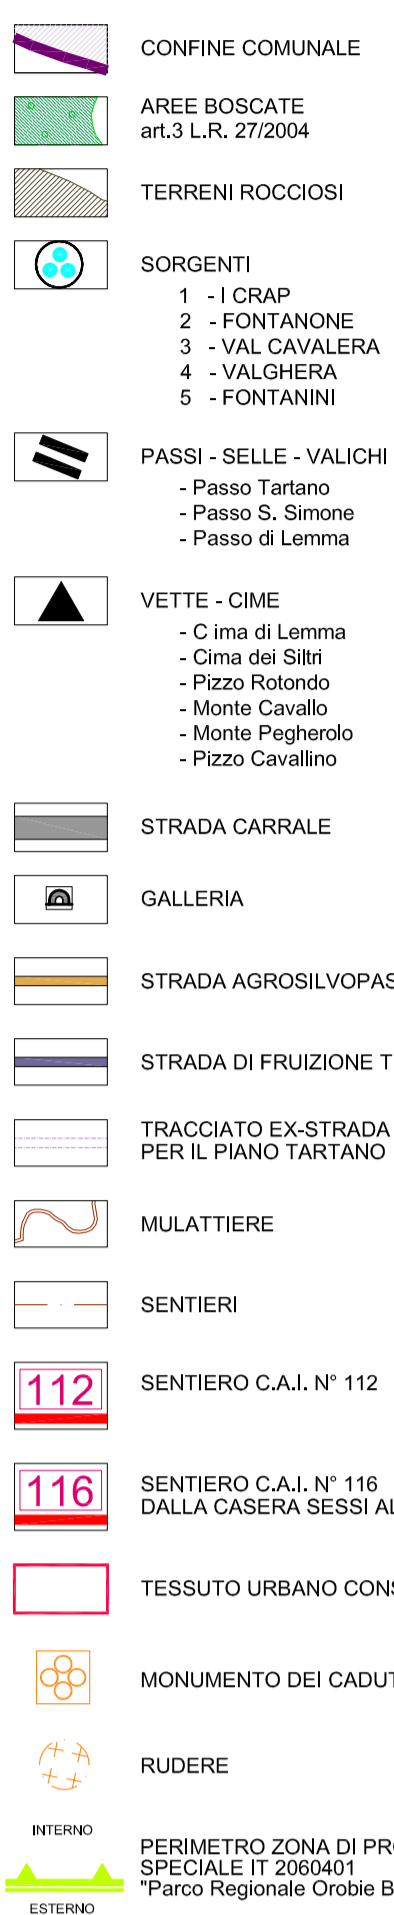 CONFINE COMUNALE
AREE BOSCATE
art.3 L.R. 27/2004
TERRENI ROCCIOSI
SORGENTI
1 - I CRAP
2 - FONTANONE
3 - VAL CAVALERA
4 - VALGHERA
5 - FONTANINI
PASSI - SELLE - VALICHI
- Passo Tartano
- Passo S. Simone
- Passo di Lemma
VETTE - CIME
- C ima di Lemma
- Cima dei Siltri
- Pizzo Rotondo
- Monte Cavallo
- Monte Pegherolo
- Pizzo Cavallino
STRADA CARRALE
GALLERIA
STRADA AGROSILVOPAS
STRADA DI FRUIZIONE T
TRACCIATO EX-STRADA
PER IL PIANO TARTANO
MULATTIERE
SENTIERI
112 SENTIERO C.A.I. N° 112
116 SENTIERO C.A.I. N° 116
DALLA CASERA SESSI AL
TESSUTO URBANO CONS
MONUMENTO DEI CADUT
RUDERE
INTERNO
PERIMETRO ZONA DI PRO
SPECIALE IT 2060401
"Parco Regionale Orobie B
ESTERNO